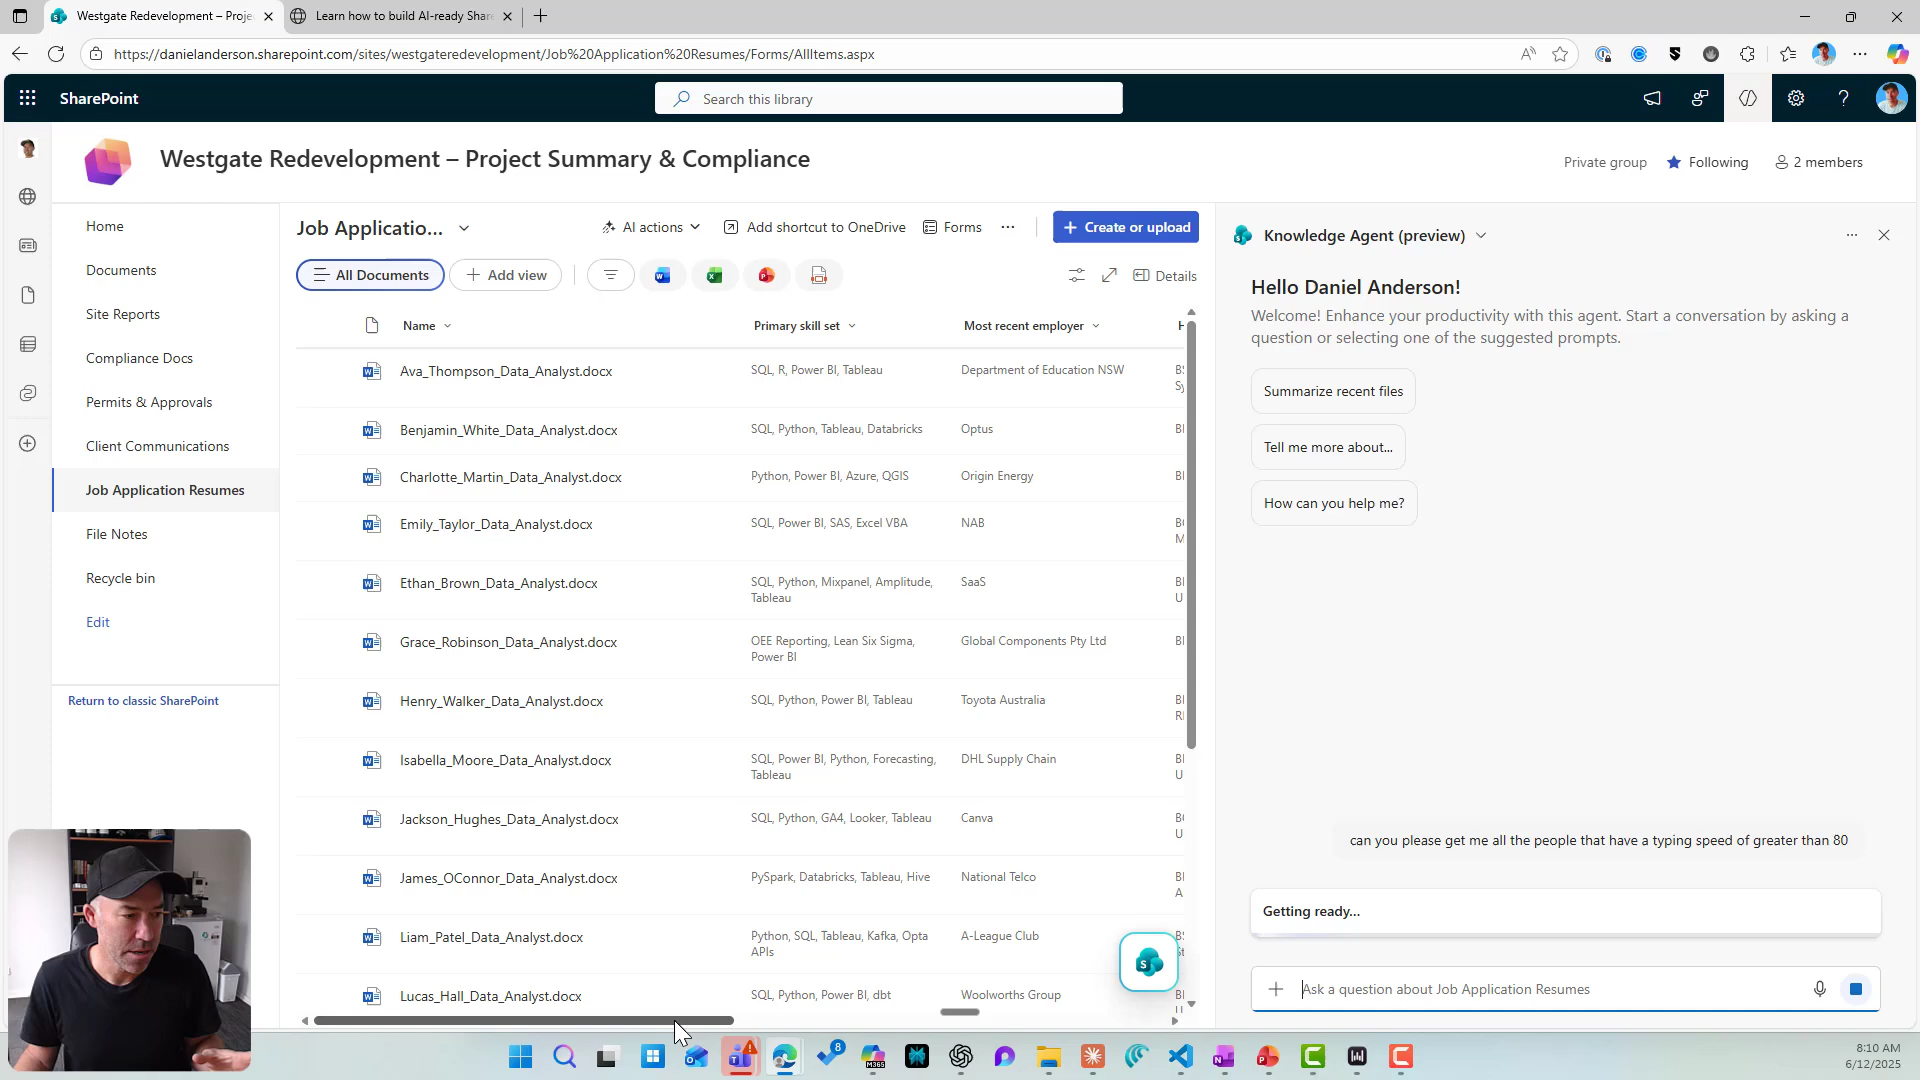 Westgate Redevelopment – Proje
Learn how to build AI-ready Shar
https://danielanderson.sharepoint.com/sites/westgateredevelopment/Job%20Application%20Resumes/Forms/AllItems.aspx
SharePoint
Search this library
Westgate Redevelopment – Project Summary & Compliance
Private group
Following
2 members
Home
Documents
Site Reports
Compliance Docs
Permits & Approvals
Client Communications
Job Application Resumes
File Notes
Recycle bin
Edit
Return to classic SharePoint
Job Applicatio...
AI actions
Add shortcut to OneDrive
Forms
Create or upload
All Documents
Add view
Details
Name
Primary skill set
Most recent employer
Ava_Thompson_Data_Analyst.docx
SQL, R, Power BI, Tableau
Department of Education NSW
Benjamin_White_Data_Analyst.docx
SQL, Python, Tableau, Databricks
Optus
Charlotte_Martin_Data_Analyst.docx
Python, Power BI, Azure, QGIS
Origin Energy
Emily_Taylor_Data_Analyst.docx
SQL, Power BI, SAS, Excel VBA
NAB
Ethan_Brown_Data_Analyst.docx
SQL, Python, Mixpanel, Amplitude,
Tableau
SaaS
Grace_Robinson_Data_Analyst.docx
OEE Reporting, Lean Six Sigma,
Power BI
Global Components Pty Ltd
Henry_Walker_Data_Analyst.docx
SQL, Python, Power BI, Tableau
Toyota Australia
Isabella_Moore_Data_Analyst.docx
SQL, Power BI, Python, Forecasting,
Tableau
DHL Supply Chain
Jackson_Hughes_Data_Analyst.docx
SQL, Python, GA4, Looker, Tableau
Canva
James_OConnor_Data_Analyst.docx
PySpark, Databricks, Tableau, Hive
National Telco
Liam_Patel_Data_Analyst.docx
Python, SQL, Tableau, Kafka, Opta
APIs
A-League Club
Lucas_Hall_Data_Analyst.docx
SQL, Python, Power BI, dbt
Woolworths Group
Knowledge Agent (preview)
Hello Daniel Anderson!
Welcome! Enhance your productivity with this agent. Start a conversation by asking a
question or selecting one of the suggested prompts.
Summarize recent files
Tell me more about...
How can you help me?
can you please get me all the people that have a typing speed of greater than 80
Getting ready...
Ask a question about Job Application Resumes
8
M365
8:10 AM
6/12/2025